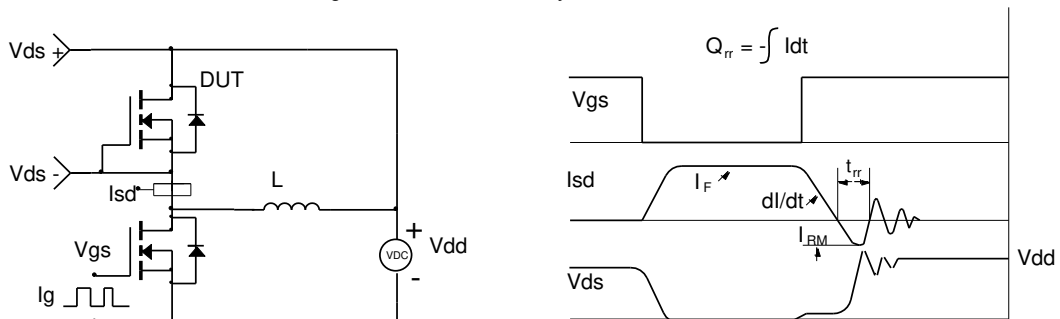 Vds +
DUT
Vds -
Isd
L
Vgs
Ig
+
VDC
-
Vdd
Qrr = -∫ Idt
Vgs
Isd
IF
dI/dt
trr
IRM
Vds
Vdd